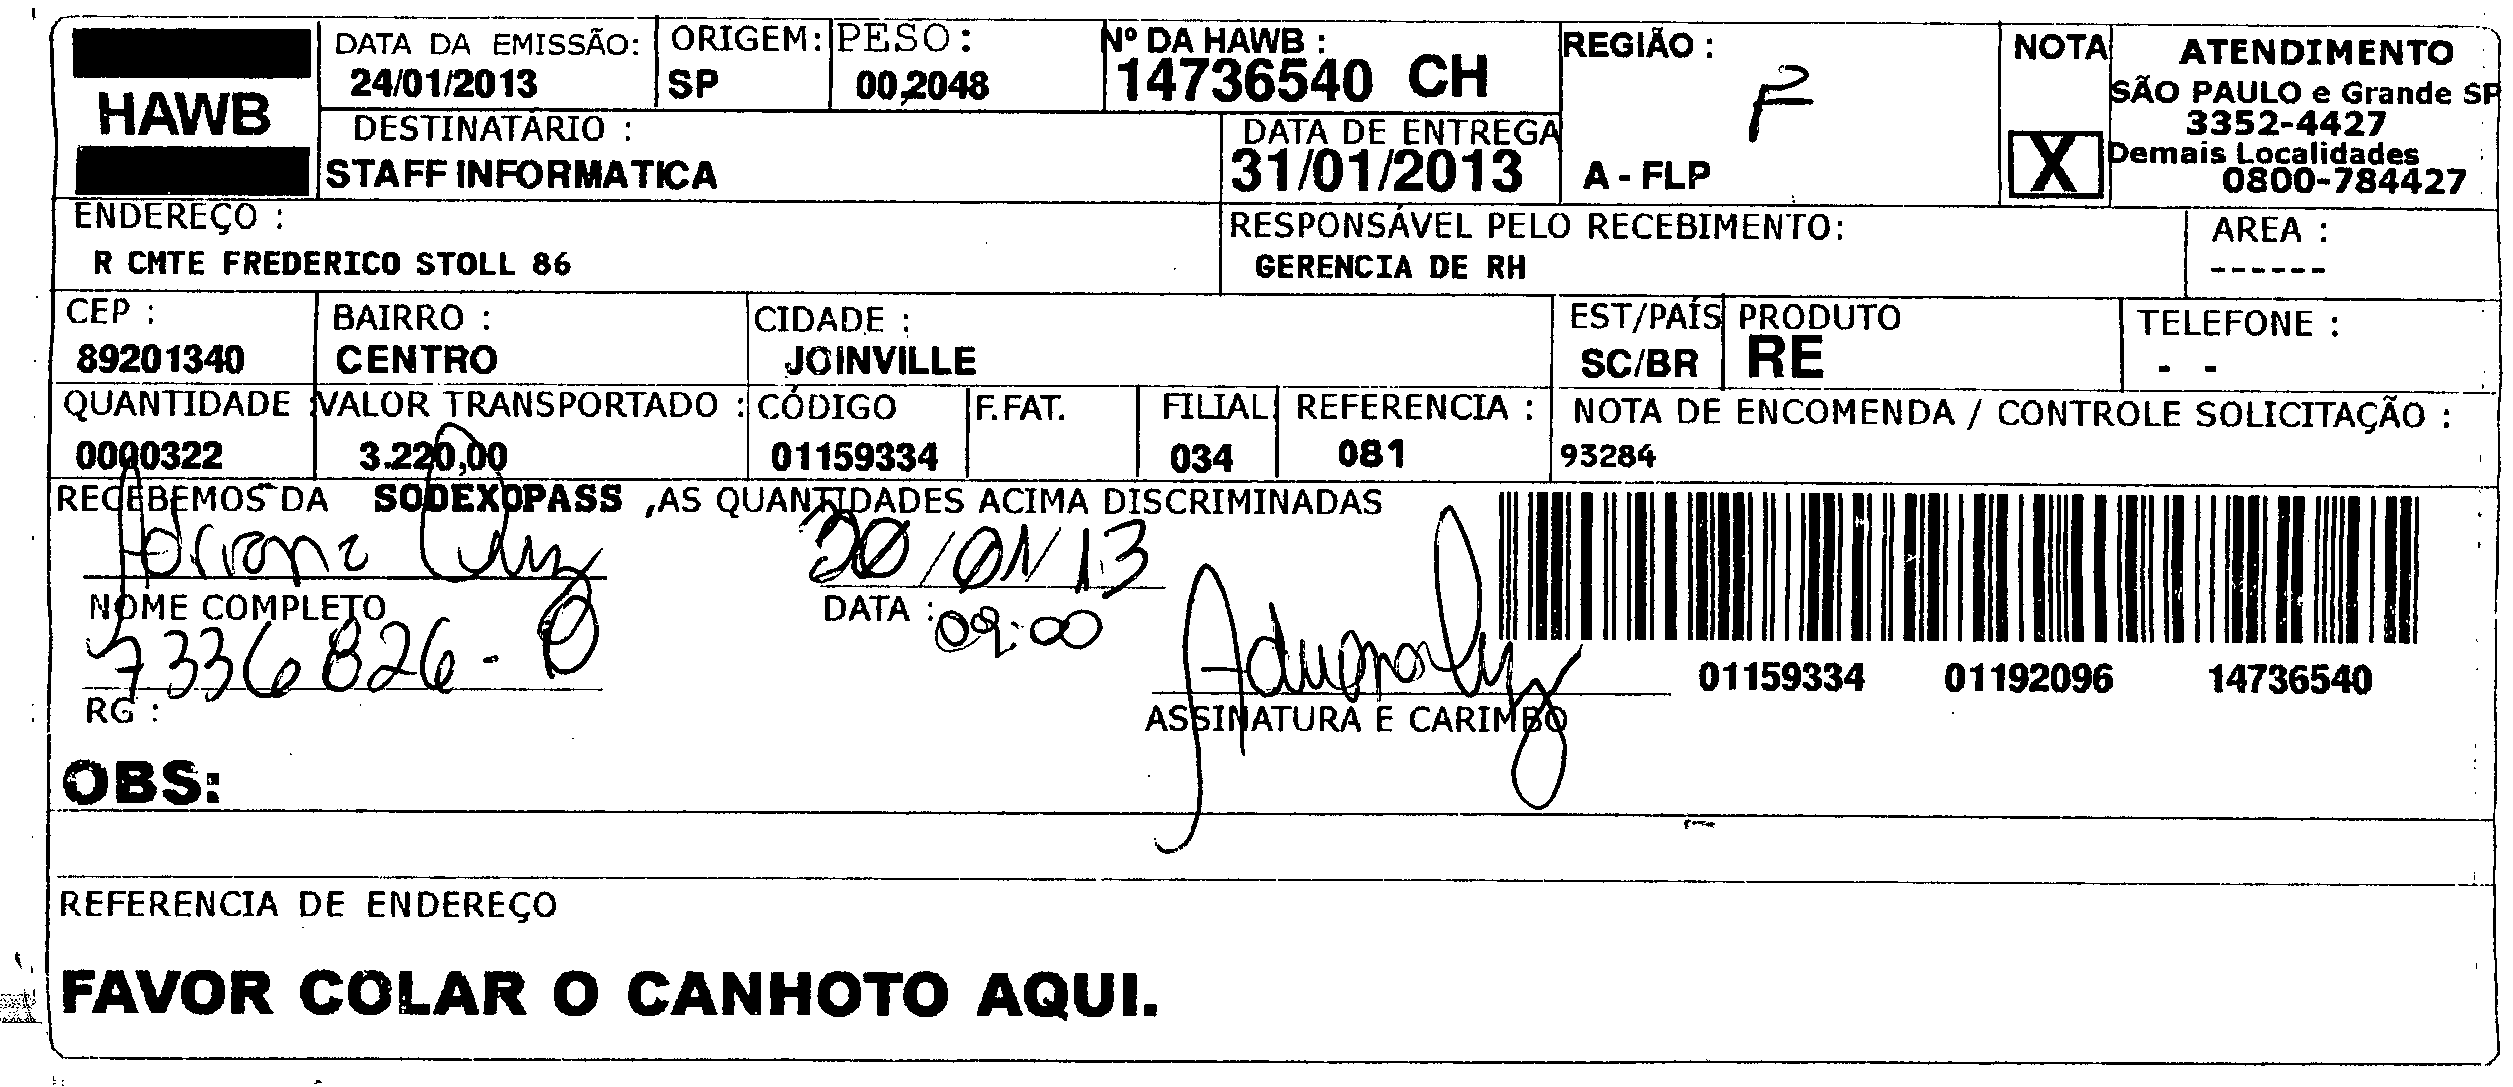 HAWB
DATA DA EMISSÃO: ORIGEM: PESO: Nº DA HAWB : REGIÃO : NOTA ATENDIMENTO
24/01/2013 SP 00,2048 14736540 CH F SÃO PAULO e Grande SP
3352-4427
DESTINATÁRIO : DATA DE ENTREGA Demais Localidades
STAFF INFORMATICA 31/01/2013 A - FLP X 0800-784427
ENDEREÇO : RESPONSÁVEL PELO RECEBIMENTO: AREA :
R CMTE FREDERICO STOLL 86 GERENCIA DE RH ------
CEP : BAIRRO : CIDADE : EST/PAÍS PRODUTO TELEFONE :
89201340 CENTRO JOINVILLE SC/BR RE - -
QUANTIDADE VALOR TRANSPORTADO : CÓDIGO F.FAT. FILIAL REFERENCIA : NOTA DE ENCOMENDA / CONTROLE SOLICITAÇÃO :
0000322 3.220,00 01159334 034 081 93284
RECEBEMOS DA SODEXOPASS ,AS QUANTIDADES ACIMA DISCRIMINADAS
Adriana /01/13
NOME COMPLETO DATA : 09:00
7336826-
RG : ASSINATURA E CARIMBO
01159334 01192096 14736540
OBS:
REFERENCIA DE ENDEREÇO
FAVOR COLAR O CANHOTO AQUI.